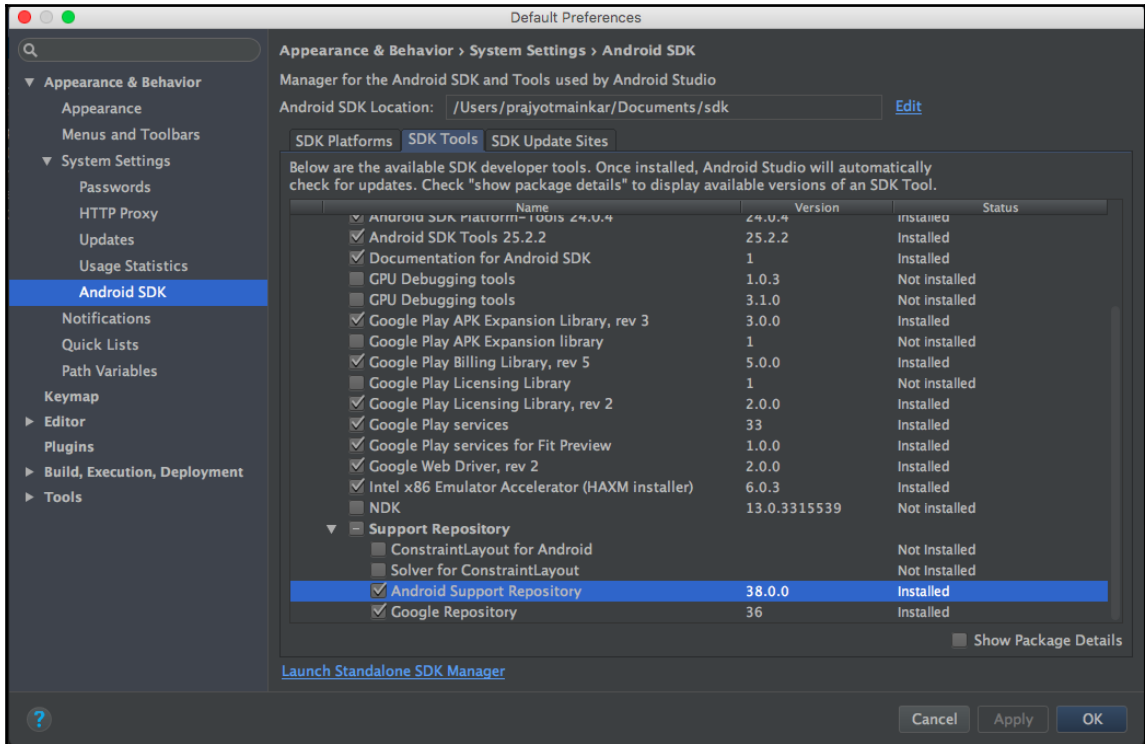 Default Preferences
Appearance & Behavior
Appearance
Menus and Toolbars
System Settings
Passwords
HTTP Proxy
Updates
Usage Statistics
Android SDK
Notifications
Quick Lists
Path Variables
Keymap
Editor
Plugins
Build, Execution, Deployment
Tools
Appearance & Behavior › System Settings › Android SDK
Manager for the Android SDK and Tools used by Android Studio
Android SDK Location: /Users/prajyotmainkar/Documents/sdk Edit
SDK Platforms SDK Tools SDK Update Sites
Below are the available SDK developer tools. Once installed, Android Studio will automatically
check for updates. Check "show package details" to display available versions of an SDK Tool.
Name Version Status
Android SDK Platform-Tools 24.0.4 24.0.4 Installed
Android SDK Tools 25.2.2 25.2.2 Installed
Documentation for Android SDK 1 Installed
GPU Debugging tools 1.0.3 Not installed
GPU Debugging tools 3.1.0 Not installed
Google Play APK Expansion Library, rev 3 3.0.0 Installed
Google Play APK Expansion library 1 Not installed
Google Play Billing Library, rev 5 5.0.0 Installed
Google Play Licensing Library 1 Not installed
Google Play Licensing Library, rev 2 2.0.0 Installed
Google Play services 33 Installed
Google Play services for Fit Preview 1.0.0 Installed
Google Web Driver, rev 2 2.0.0 Installed
Intel x86 Emulator Accelerator (HAXM installer) 6.0.3 Installed
NDK 13.0.3315539 Not installed
Support Repository
ConstraintLayout for Android Not Installed
Solver for ConstraintLayout Not Installed
Android Support Repository 38.0.0 Installed
Google Repository 36 Installed
Show Package Details
Launch Standalone SDK Manager
? Cancel Apply OK